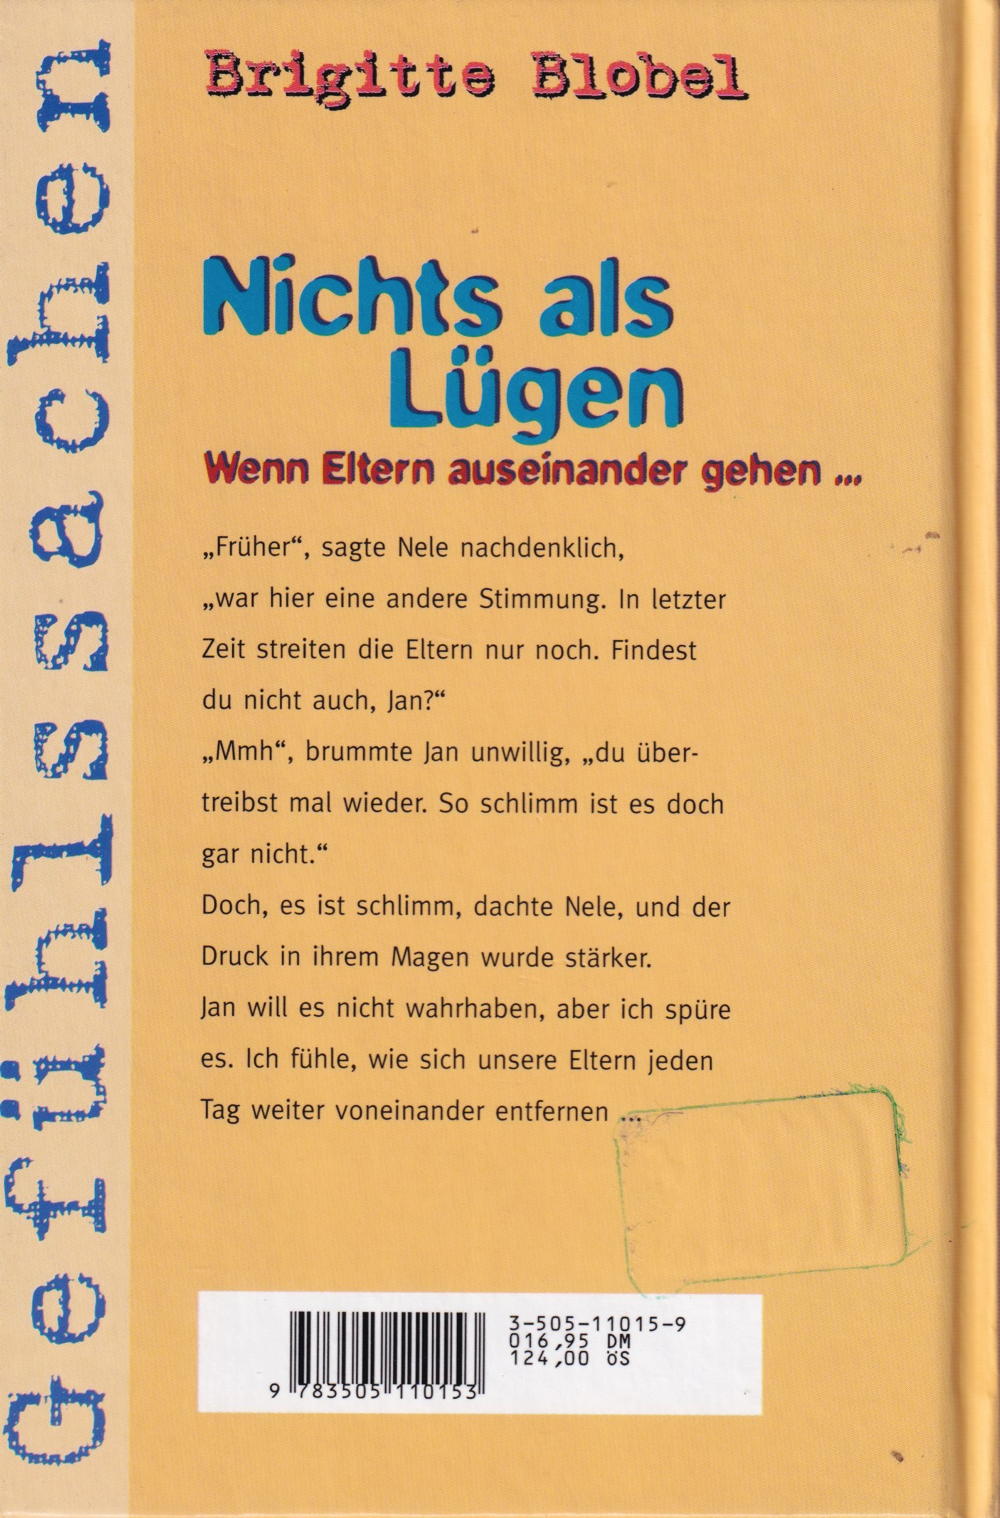 Gefühlssachen
Brigitte Blobel
Nichts als
Lügen
Wenn Eltern auseinander gehen ...
„Früher“, sagte Nele nachdenklich,
„war hier eine andere Stimmung. In letzter
Zeit streiten die Eltern nur noch. Findest
du nicht auch, Jan?“
„Mmh“, brummte Jan unwillig, „du über-
treibst mal wieder. So schlimm ist es doch
gar nicht.“
Doch, es ist schlimm, dachte Nele, und der
Druck in ihrem Magen wurde stärker.
Jan will es nicht wahrhaben, aber ich spüre
es. Ich fühle, wie sich unsere Eltern jeden
Tag weiter voneinander entfernen ...
3-505-11015-9
016,95 DM
124,00 öS
9 783505 110153